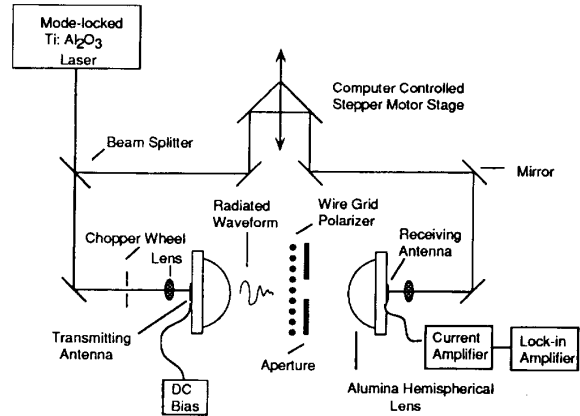 Mode-locked
Ti: Al2O3
Laser
Computer Controlled
Stepper Motor Stage
Beam Splitter
Mirror
Radiated
Waveform
Wire Grid
Polarizer
Chopper Wheel
Lens
Receiving
Antenna
Transmitting
Antenna
Aperture
Current
Amplifier
Lock-in
Amplifier
DC
Bias
Alumina Hemispherical
Lens